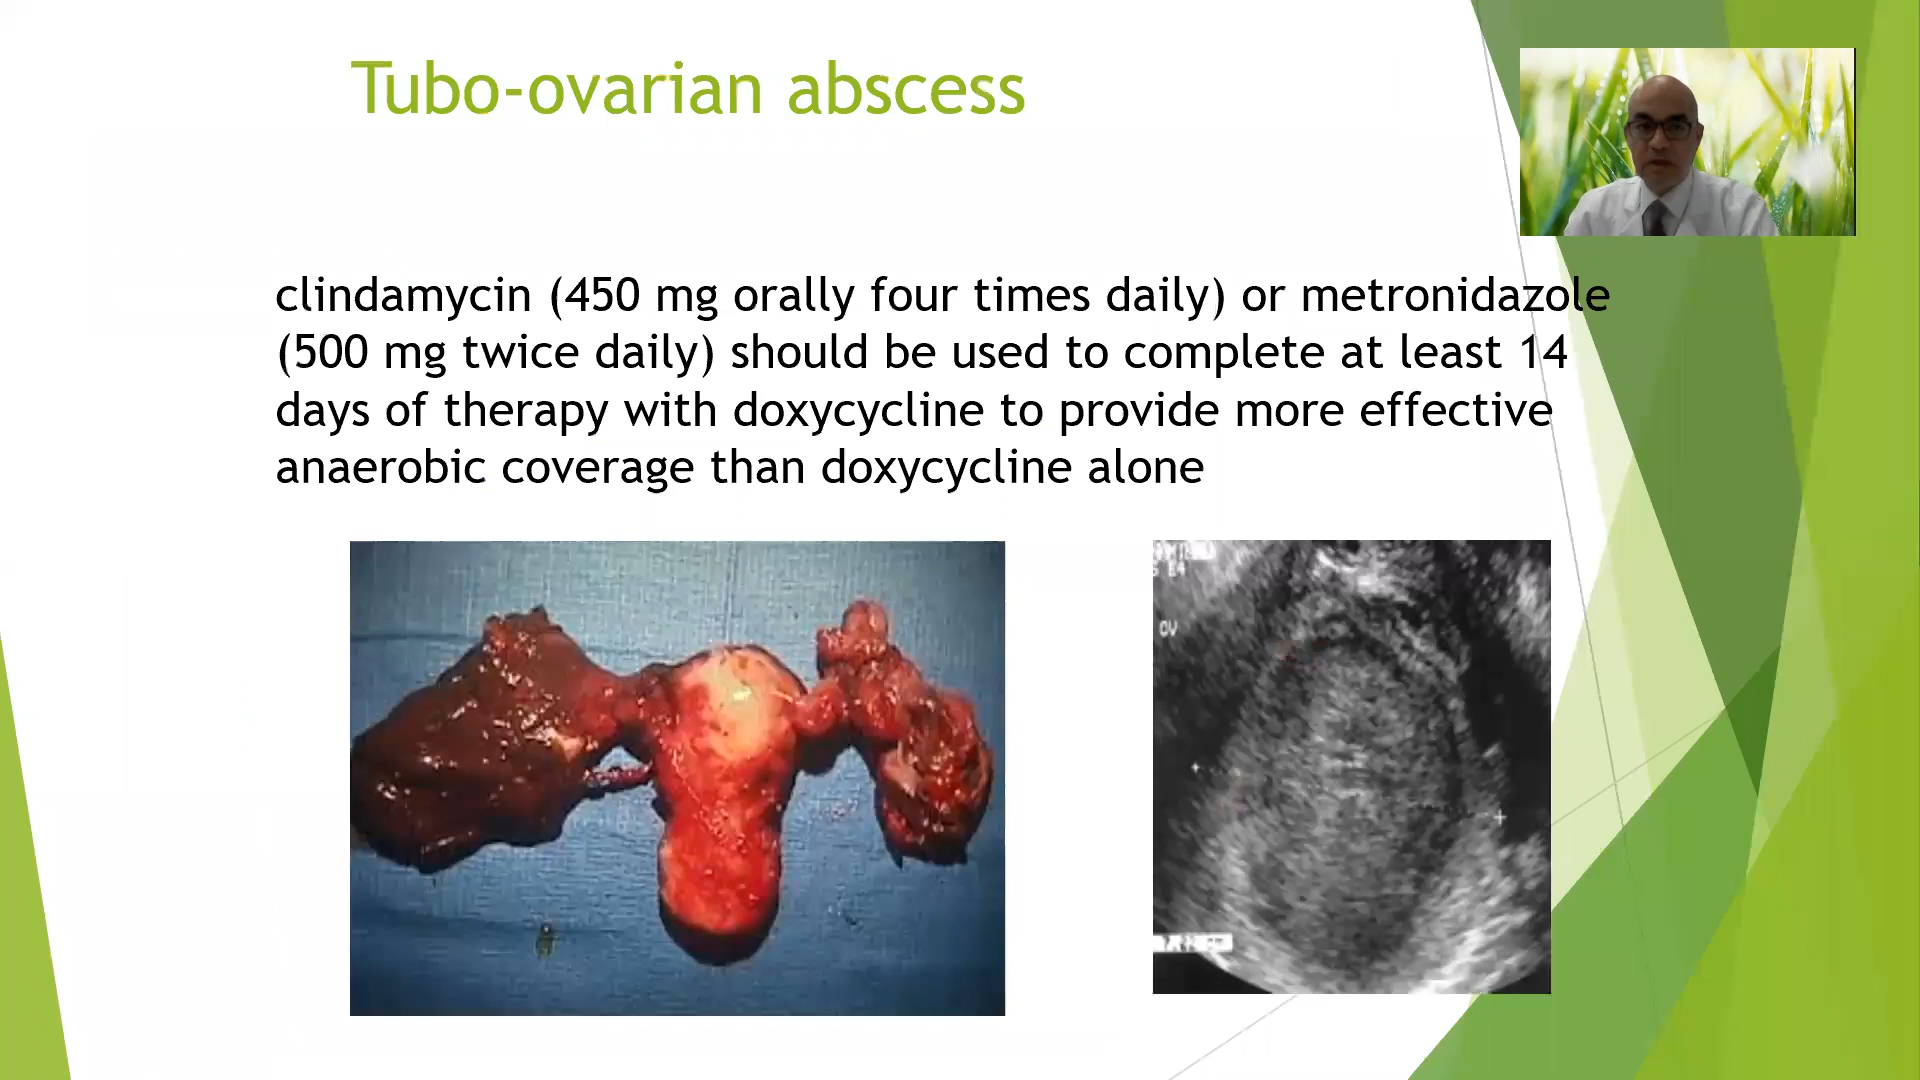 Tubo-ovarian abscess
clindamycin (450 mg orally four times daily) or metronidazole
(500 mg twice daily) should be used to complete at least 14
days of therapy with doxycycline to provide more effective
anaerobic coverage than doxycycline alone
OV